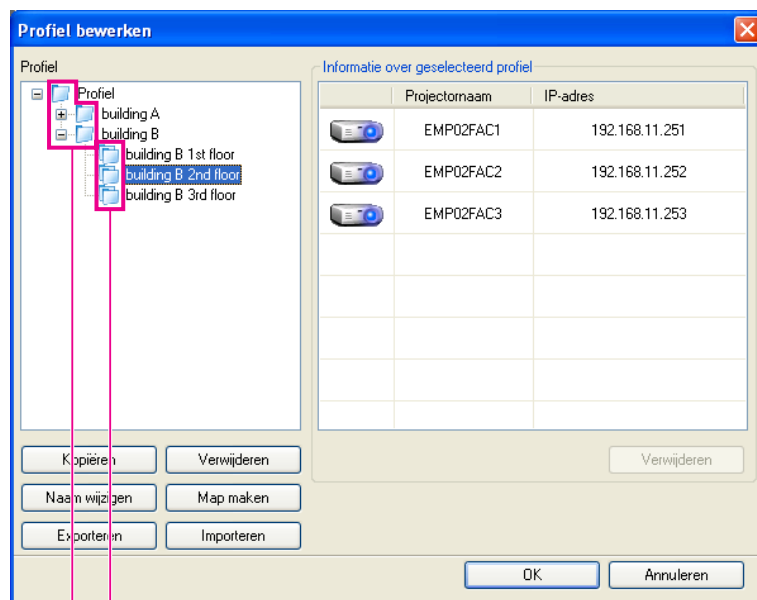 Profiel bewerken
Profiel
Profiel
building A
building B
building B 1st floor
building B 2nd floor
building B 3rd floor
Informatie over geselecteerd profiel
Projectornaam IP-adres
EMP02FAC1 192.168.11.251
EMP02FAC2 192.168.11.252
EMP02FAC3 192.168.11.253
Kopiëren Verwijderen
Verwijderen
Naam wijzigen Map maken
Exporteren Importeren
OK Annuleren